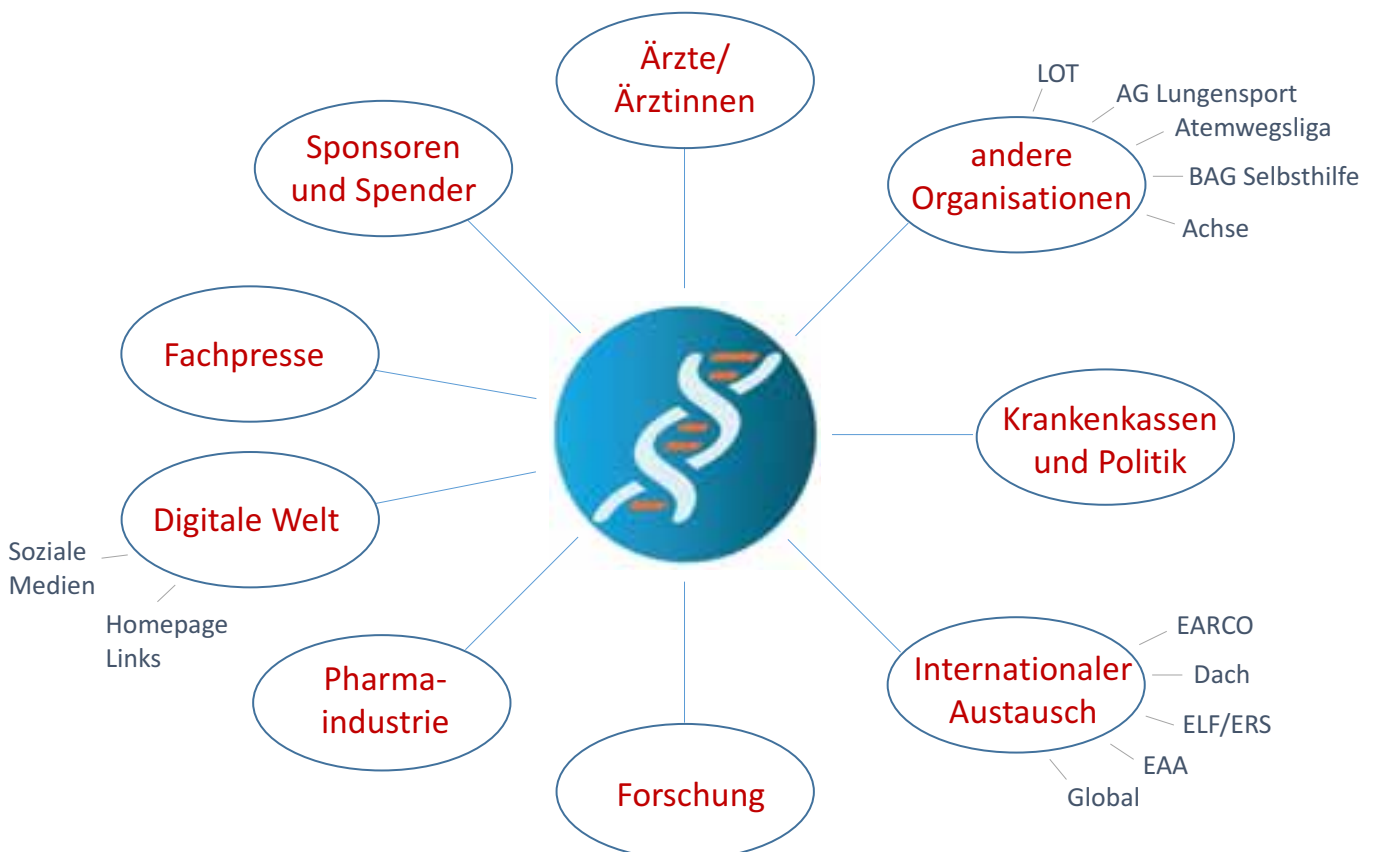 Ärzte/
Ärztinnen
LOT
AG Lungensport
Atemwegsliga
BAG Selbsthilfe
Achse
andere
Organisationen
Sponsoren
und Spender
Fachpresse
Krankenkassen
und Politik
Digitale Welt
Soziale
Medien
Homepage
Links
Pharma-
industrie
Forschung
Internationaler
Austausch
EARCO
Dach
ELF/ERS
EAA
Global